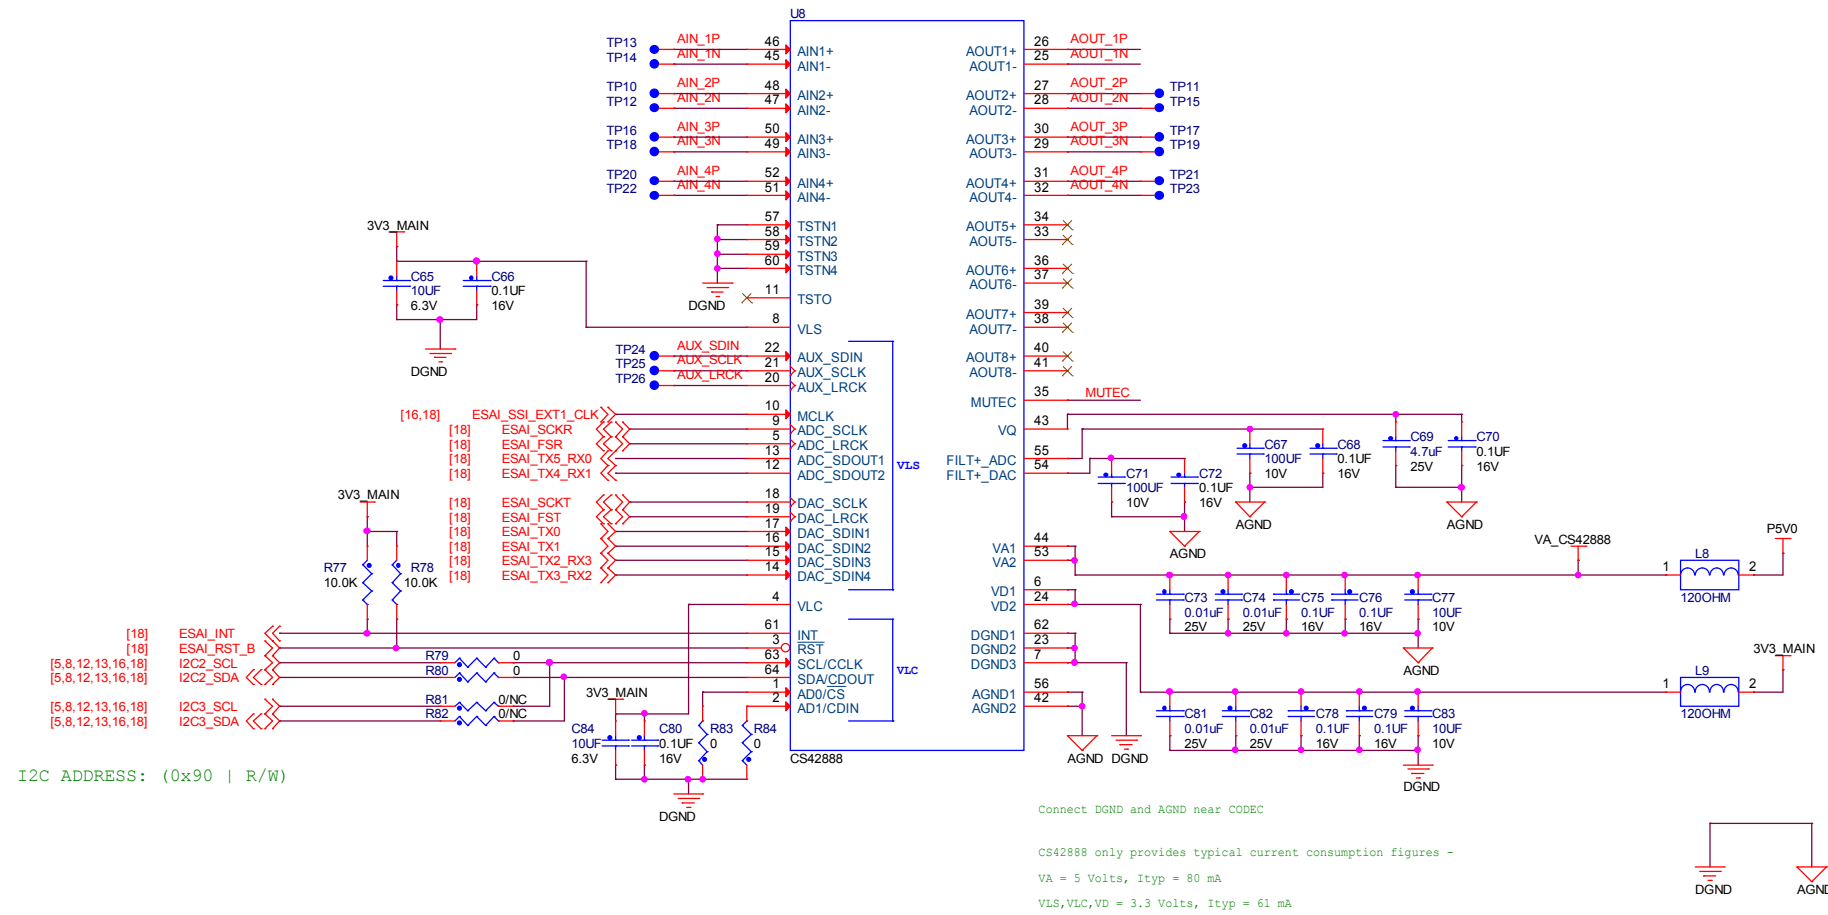 U8
TP13 AIN_1P 46 AIN1+ AOUT1+ 26 AOUT_1P
TP14 AIN_1N 45 AIN1- AOUT1- 25 AOUT_1N
TP10 AIN_2P 48 AIN2+ AOUT2+ 27 AOUT_2P TP11
TP12 AIN_2N 47 AIN2- AOUT2- 28 AOUT_2N TP15
TP16 AIN_3P 50 AIN3+ AOUT3+ 30 AOUT_3P TP17
TP18 AIN_3N 49 AIN3- AOUT3- 29 AOUT_3N TP19
TP20 AIN_4P 52 AIN4+ AOUT4+ 31 AOUT_4P TP21
TP22 AIN_4N 51 AIN4- AOUT4- 32 AOUT_4N TP23
57 TSTN1 AOUT5+ 34
3V3_MAIN 58 TSTN2 AOUT5- 33
59 TSTN3
60 TSTN4 AOUT6+ 36
AOUT6- 37
C65 10UF 6.3V
C66 0.1UF 16V
DGND
DGND
11 TSTO
AOUT7+ 39
8 VLS AOUT7- 38
TP24 AUX_SDIN 22 AUX_SDIN AOUT8+ 40
TP25 AUX_SCLK 21 AUX_SCLK AOUT8- 41
TP26 AUX_LRCK 20 AUX_LRCK
MUTEC 35 MUTEC
[16,18] ESAI_SSI_EXT1_CLK 10 MCLK
[18] ESAI_SCKR 9 ADC_SCLK VQ 43
[18] ESAI_FSR 5 ADC_LRCK
[18] ESAI_TX5_RX0 13 ADC_SDOUT1 FILT+_ADC 55
[18] ESAI_TX4_RX1 12 ADC_SDOUT2 FILT+_DAC 54
VLS
C67 100UF 10V
C68 0.1UF 16V
C69 4.7uF 25V
C70 0.1UF 16V
C71 100UF 10V
C72 0.1UF 16V
AGND
AGND
AGND
3V3_MAIN
[18] ESAI_SCKT 18 DAC_SCLK
[18] ESAI_FST 19 DAC_LRCK
[18] ESAI_TX0 17 DAC_SDIN1
[18] ESAI_TX1 16 DAC_SDIN2 VA1 44
[18] ESAI_TX2_RX3 15 DAC_SDIN3 VA2 53
[18] ESAI_TX3_RX2 14 DAC_SDIN4
R77 10.0K
R78 10.0K
VA_CS42888
P5V0
1 L8 2
120OHM
4 VLC
VD1 6
VD2 24
C73 0.01uF 25V
C74 0.01uF 25V
C75 0.1UF 16V
C76 0.1UF 16V
C77 10UF 10V
AGND
[18] ESAI_INT 61 INT DGND1 62
[18] ESAI_RST_B 3 RST DGND2 23
[5,8,12,13,16,18] I2C2_SCL R79 0 63 SCL/CCLK DGND3 7
[5,8,12,13,16,18] I2C2_SDA R80 0 64 SDA/CDOUT
VLC
1 AD0/CS AGND1 56
2 AD1/CDIN AGND2 42
[5,8,12,13,16,18] I2C3_SCL R81 0/NC
[5,8,12,13,16,18] I2C3_SDA R82 0/NC
3V3_MAIN
C84 10UF 6.3V
C80 0.1UF 16V
R83 0
R84 0
DGND
CS42888
AGND DGND
3V3_MAIN
1 L9 2
120OHM
C81 0.01uF 25V
C82 0.01uF 25V
C78 0.1UF 16V
C79 0.1UF 16V
C83 10UF 10V
DGND
I2C ADDRESS: (0x90 | R/W)
Connect DGND and AGND near CODEC
CS42888 only provides typical current consumption figures -
VA = 5 Volts, Ityp = 80 mA
VLS,VLC,VD = 3.3 Volts, Ityp = 61 mA
DGND AGND